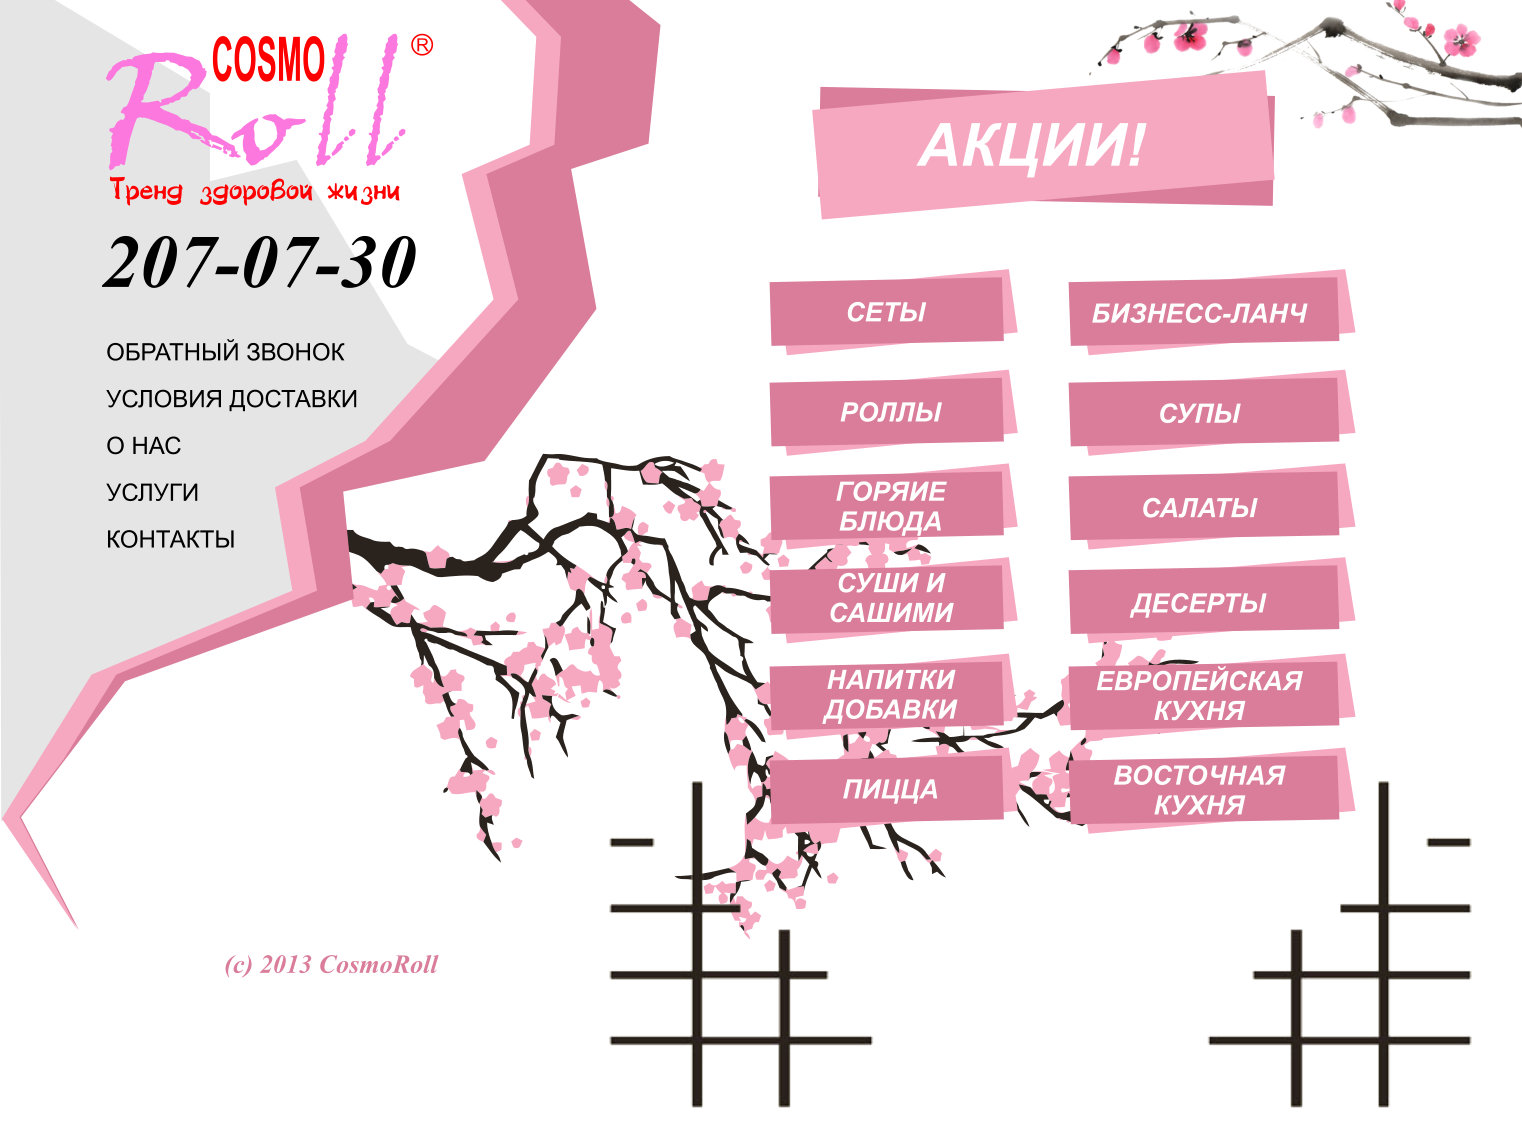 COSMO
Roll ®
Тренд здоровой жизни
207-07-30
ОБРАТНЫЙ ЗВОНОК
УСЛОВИЯ ДОСТАВКИ
О НАС
УСЛУГИ
КОНТАКТЫ
(c) 2013 CosmoRoll
АКЦИИ!
СЕТЫ
БИЗНЕСС-ЛАНЧ
РОЛЛЫ
СУПЫ
ГОРЯИЕ
БЛЮДА
САЛАТЫ
СУШИ И
САШИМИ
ДЕСЕРТЫ
НАПИТКИ
ДОБАВКИ
ЕВРОПЕЙСКАЯ
КУХНЯ
ПИЦЦА
ВОСТОЧНАЯ
КУХНЯ